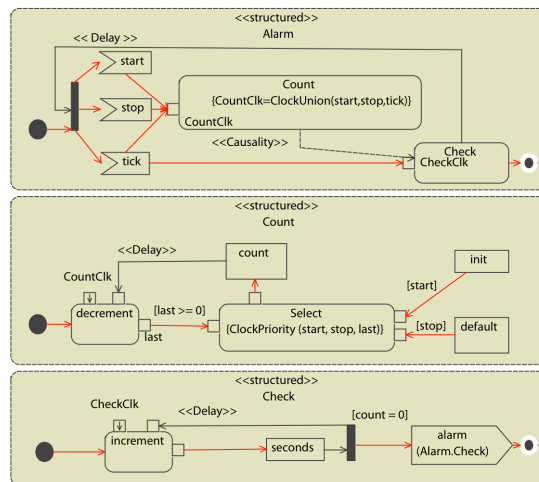 <<structured>>
Alarm
<< Delay >>
start
stop
tick
Count
{CountClk=ClockUnion(start,stop,tick)}
CountClk
<<Causality>>
Check
CheckClk
<<structured>>
Count
<<Delay>>
count
init
CountClk
[start]
decrement
[last >= 0]
last
Select
{ClockPriority (start, stop, last)}
[stop]
default
<<structured>>
Check
CheckClk
<<Delay>>
[count = 0]
increment
seconds
alarm
(Alarm.Check)